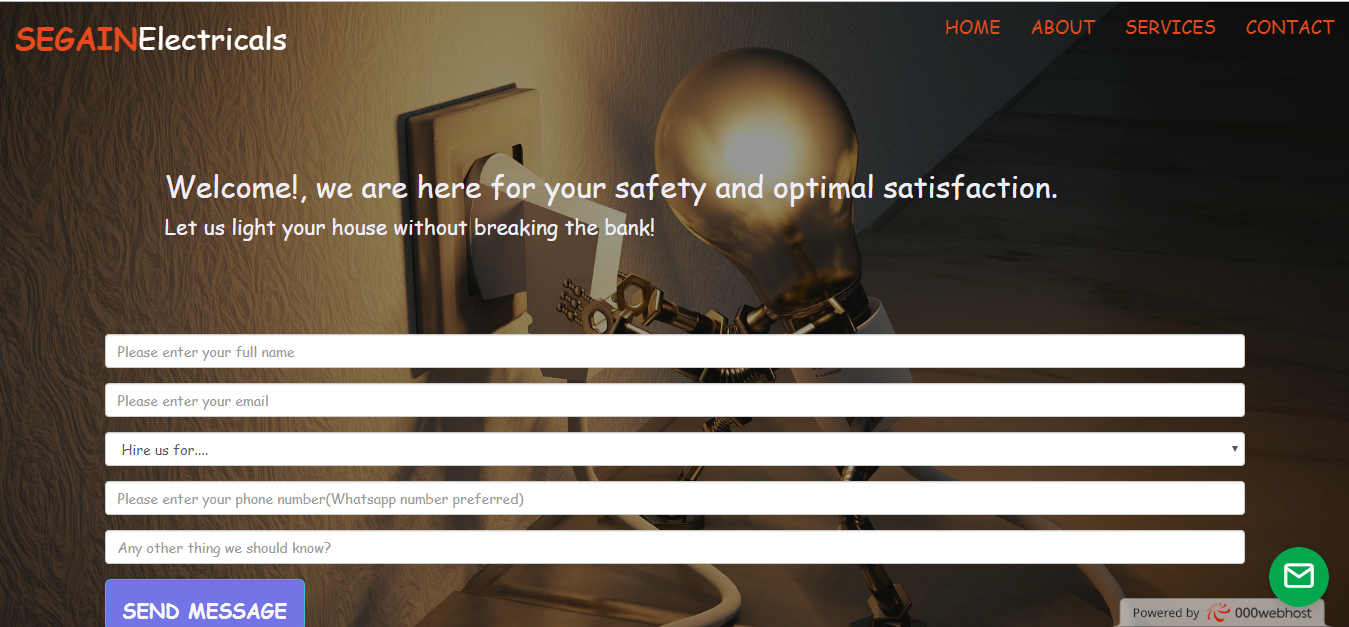 SEGAINElectricals
HOME ABOUT SERVICES CONTACT
Welcome!, we are here for your safety and optimal satisfaction.
Let us light your house without breaking the bank!
Please enter your full name
Please enter your email
Hire us for....
Please enter your phone number(Whatsapp number preferred)
Any other thing we should know?
SEND MESSAGE
Powered by 000webhost